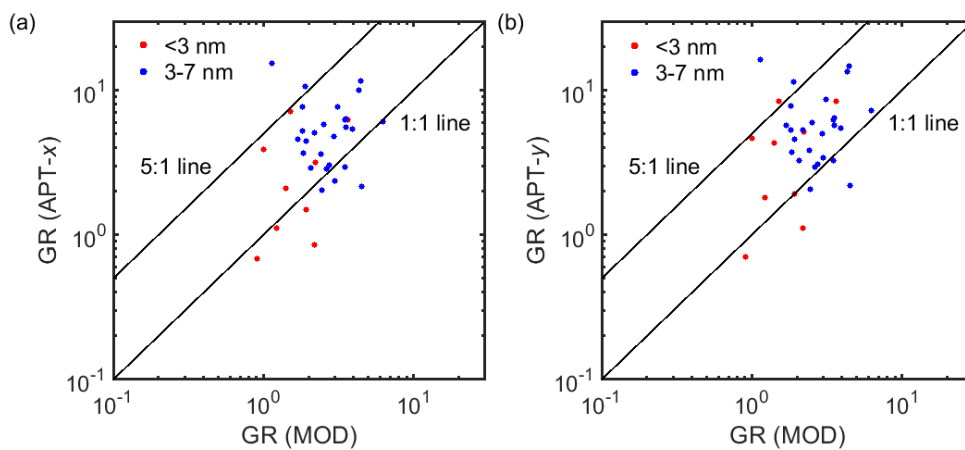 (a)
<3 nm
3-7 nm
5:1 line
1:1 line
GR (APT-x)
10¹
10⁰
10⁻¹
10⁻¹ 10⁰ 10¹
GR (MOD)
(b)
<3 nm
3-7 nm
5:1 line
1:1 line
GR (APT-y)
10¹
10⁰
10⁻¹
10⁻¹ 10⁰ 10¹
GR (MOD)